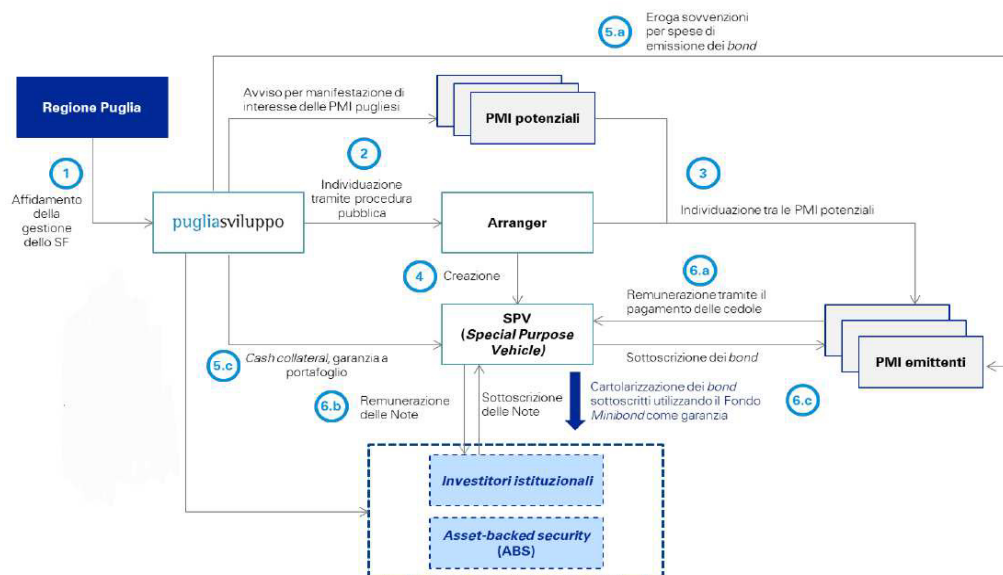 5.a
Eroga sovvenzioni
per spese di
emissione dei bond
Regione Puglia
Avviso per manifestazione di
interesse delle PMI pugliesi
PMI potenziali
1
Affidamento
della
gestione
dello SF
2
Individuazione
tramite procedura
pubblica
3
Individuazione tra le PMI potenziali
pugliasviluppo
Arranger
4
Creazione
6.a
Remunerazione tramite il
pagamento delle cedole
SPV
(Special Purpose
Vehicle)
Sottoscrizione dei bond
PMI emittenti
5.c
Cash collateral, garanzia a
portafoglio
6.b
Remunerazione
delle Note
Sottoscrizione
delle Note
Cartolarizzazione dei bond
sottoscritti utilizzando il Fondo
Minibond come garanzia
6.c
Investitori istituzionali
Asset-backed security
(ABS)